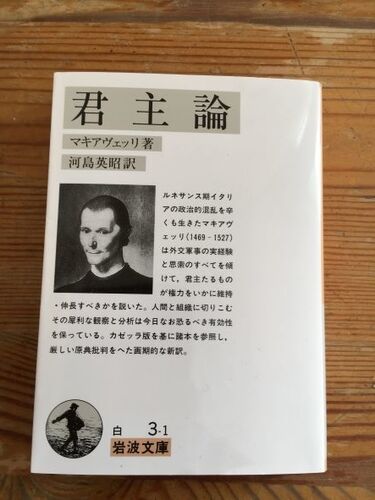 君主論
マキアヴェッリ著
河島英昭訳
ルネサンス期イタリ
アの政治的混乱を辛
くも生きたマキアヴ
ェッリ(1469-1527)
は外交軍事の実経験
と思索のすべてを傾
けて，君主たるもの
が権力をいかに維持
・伸長すべきかを説いた。人間と組織に切りこむ
その犀利な観察と分析は今日なお恐るべき有効性
を保っている。カゼッラ版を基に諸本を参照し，
厳しい原典批判をへた画期的な新訳。
白 3-1
岩波文庫